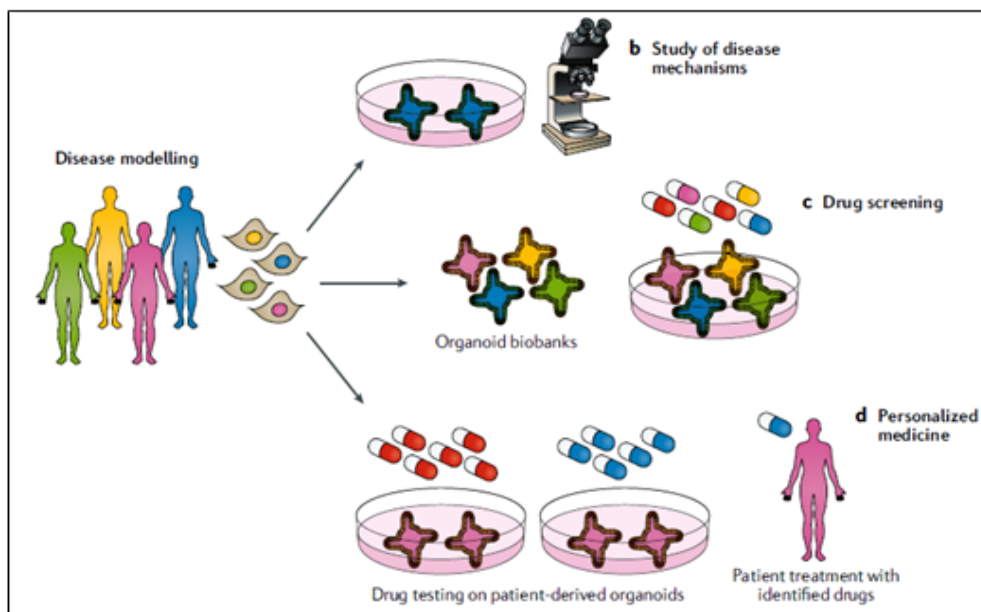 b Study of disease
mechanisms
Disease modelling
c Drug screening
Organoid biobanks
d Personalized
medicine
Drug testing on patient-derived organoids
Patient treatment with
identified drugs